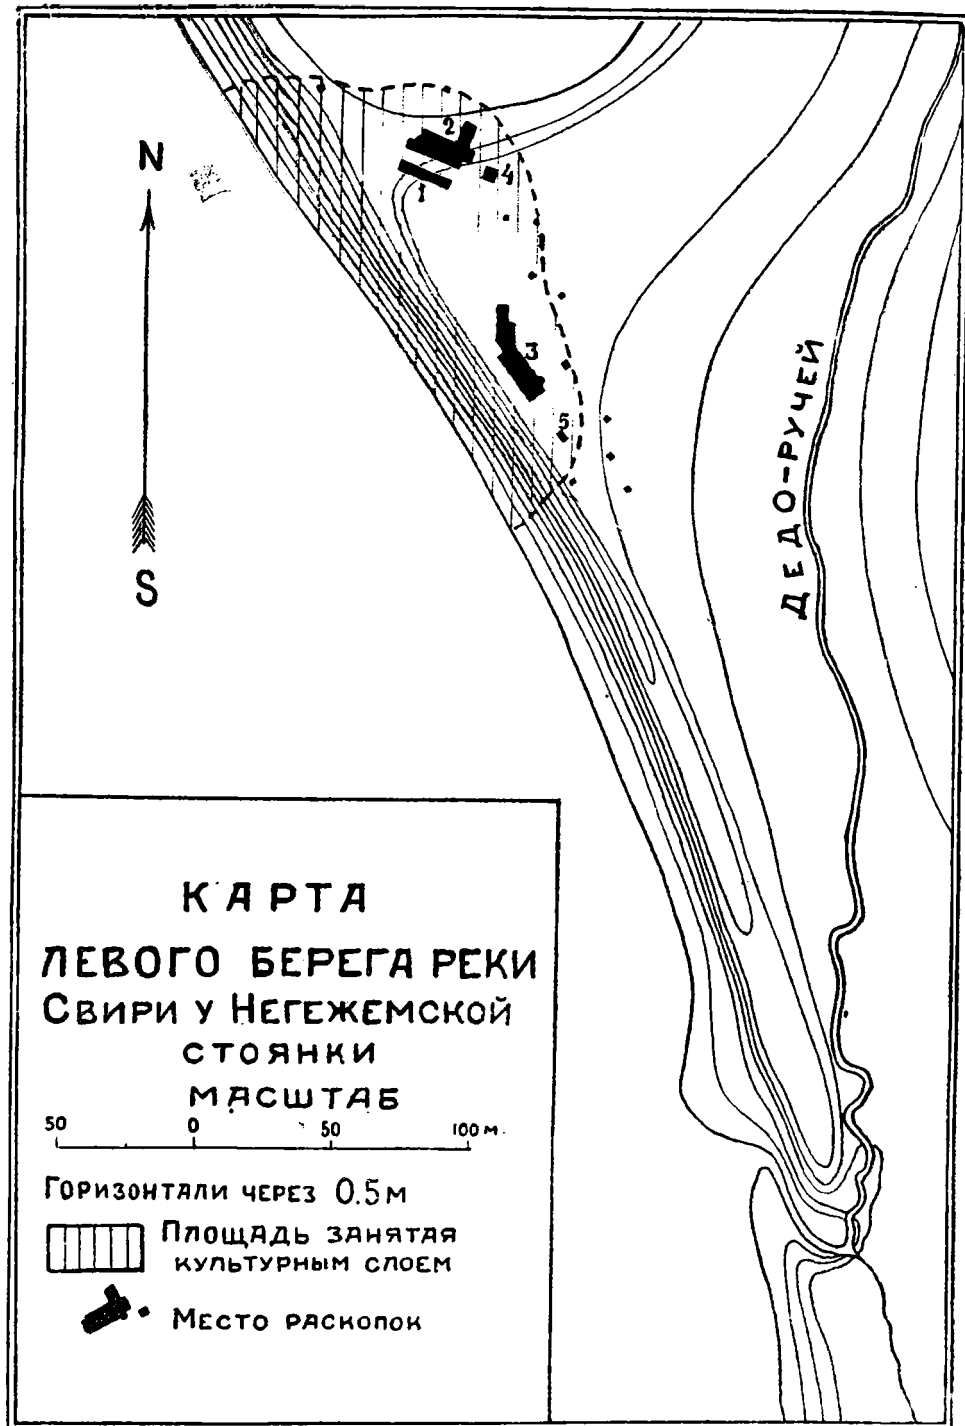 N
S
2
4
1
3
5
ДЕДО-РУЧЕЙ
КАРТА
ЛЕВОГО БЕРЕГА РЕКИ
СВИРИ У НЕГЕЖЕМСКОЙ
СТОЯНКИ
МАСШТАБ
50 0 50 100 М.
ГОРИЗОНТАЛИ ЧЕРЕЗ 0.5 М
ПЛОЩАДЬ ЗАНЯТАЯ
КУЛЬТУРНЫМ СЛОЕМ
МЕСТО РАСКОПОК